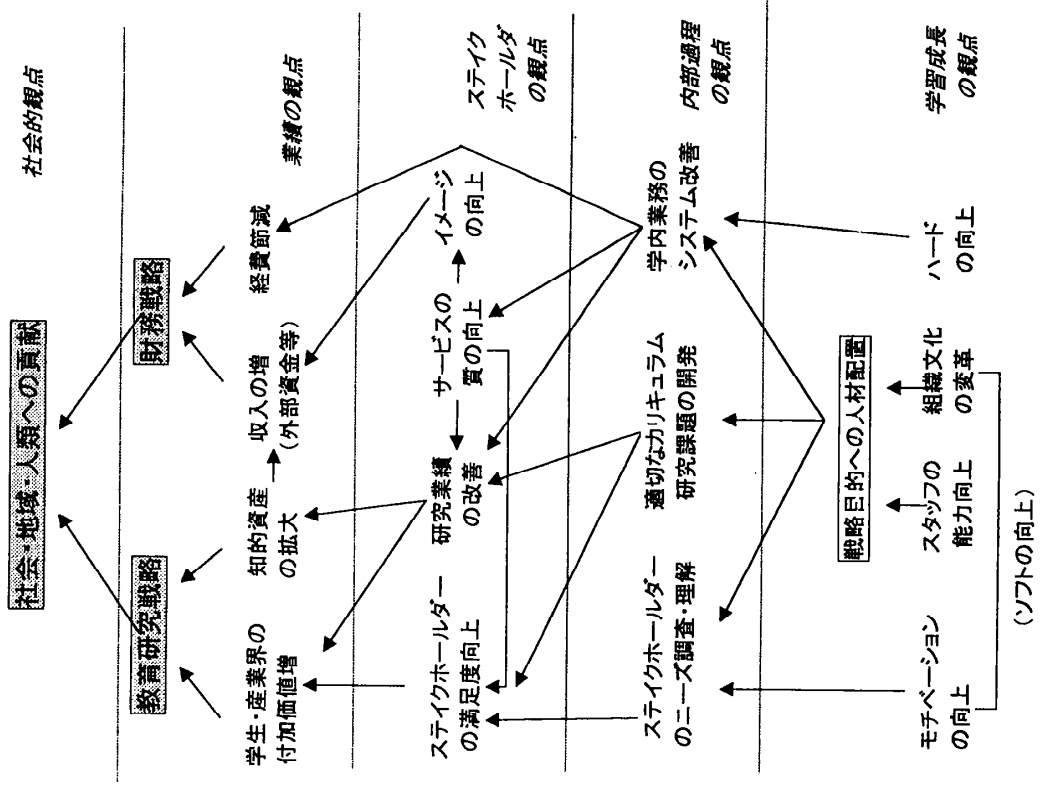 社会的観点
社会・地域・人類への貢献
業績の観点
教育研究戦略
財務戦略
学生・産業界の
付加価値増
知的資産
の拡大
収入の増
（外部資金等）
経費節減
ステイク
ホールダ
の観点
ステイクホールダー
の満足度向上
研究業績
の改善
サービスの
質の向上
イメージ
の向上
内部過程
の観点
ステイクホールダー
のニーズ調査・理解
適切なカリキュラム
研究課題の開発
学内業務の
システム改善
学習成長
の観点
戦略目的への人材配置
モチベーション
の向上
スタッフの
能力向上
組織文化
の変革
ハード
の向上
（ソフトの向上）